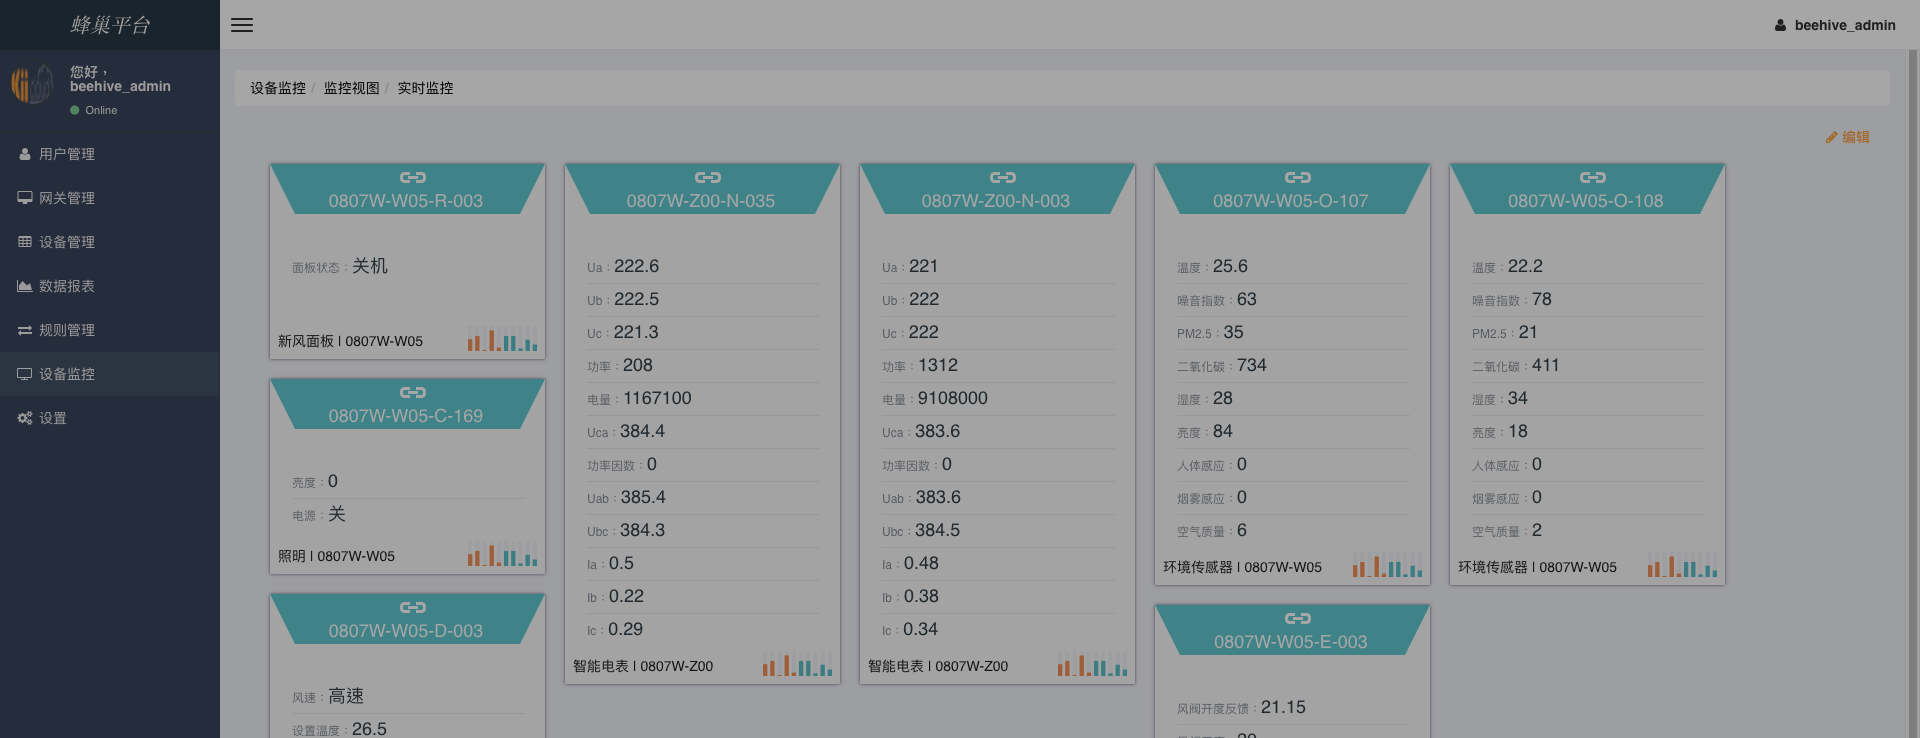 蜂巢平台
beehive_admin
您好，
beehive_admin
Online
用户管理
网关管理
设备管理
数据报表
规则管理
设备监控
设置
设备监控 / 监控视图 / 实时监控
编辑
0807W-W05-R-003
面板状态：关机
新风面板 | 0807W-W05
0807W-W05-C-169
亮度：0
电源：关
照明 | 0807W-W05
0807W-W05-D-003
风速：高速
设置温度：26.5
0807W-Z00-N-035
Ua：222.6
Ub：222.5
Uc：221.3
功率：208
电量：1167100
Uca：384.4
功率因数：0
Uab：385.4
Ubc：384.3
Ia：0.5
Ib：0.22
Ic：0.29
智能电表 | 0807W-Z00
0807W-Z00-N-003
Ua：221
Ub：222
Uc：222
功率：1312
电量：9108000
Uca：383.6
功率因数：0
Uab：383.6
Ubc：384.5
Ia：0.48
Ib：0.38
Ic：0.34
智能电表 | 0807W-Z00
0807W-W05-O-107
温度：25.6
噪音指数：63
PM2.5：35
二氧化碳：734
湿度：28
亮度：84
人体感应：0
烟雾感应：0
空气质量：6
环境传感器 | 0807W-W05
0807W-W05-E-003
风阀开度反馈：21.15
0807W-W05-O-108
温度：22.2
噪音指数：78
PM2.5：21
二氧化碳：411
湿度：34
亮度：18
人体感应：0
烟雾感应：0
空气质量：2
环境传感器 | 0807W-W05